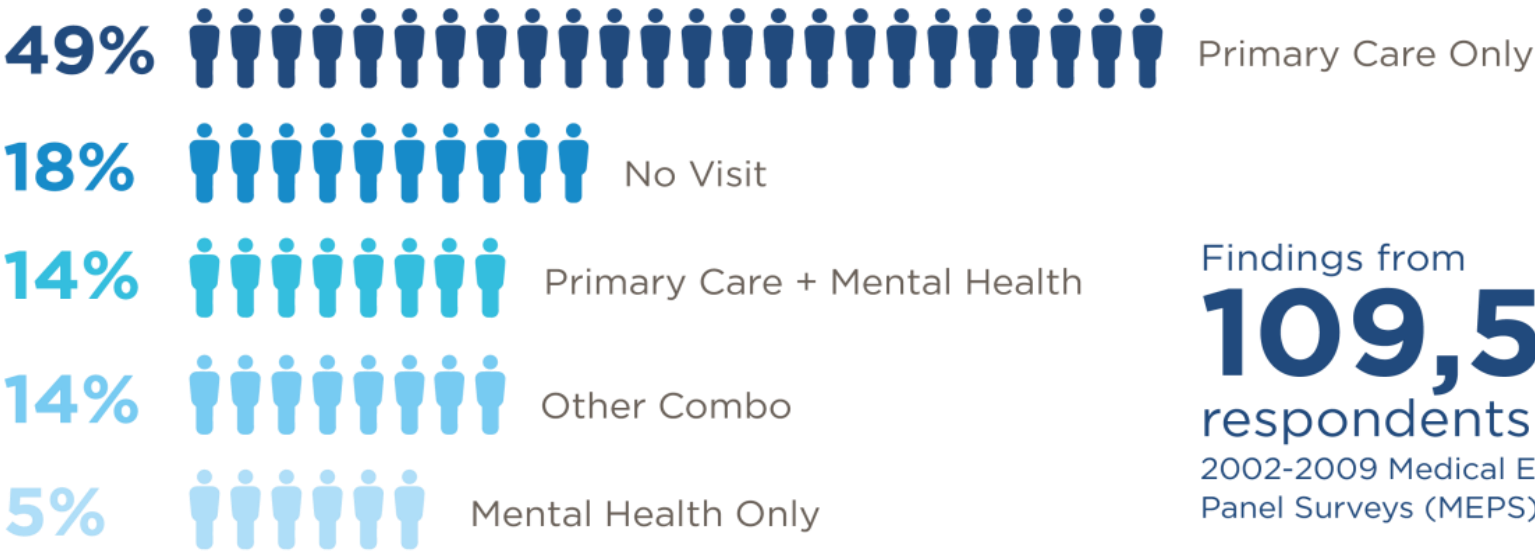 49% Primary Care Only
18% No Visit
14% Primary Care + Mental Health
14% Other Combo
5% Mental Health Only
Findings from
109,5
respondents
2002-2009 Medical E
Panel Surveys (MEPS)